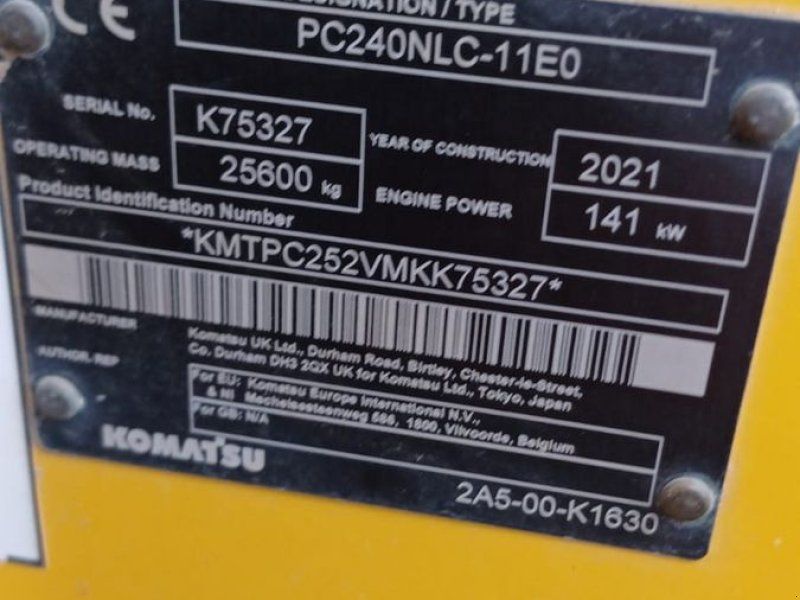 CE
DESIGNATION / TYPE
PC240NLC-11E0
SERIAL No. K75327 YEAR OF CONSTRUCTION 2021
OPERATING MASS 25600 kg ENGINE POWER 141 kW
Product Identification Number
*KMTPC252VMKK75327*
MANUFACTURER Komatsu UK Ltd., Durham Road, Birtley, Chester-le-Street,
Co. Durham DH3 2QX UK for Komatsu Ltd., Tokyo, Japan
AUTHOR. REP For EU: Komatsu Europe International N.V.,
& NI Mechelsesteenweg 586, 1800, Vilvoorde, Belgium
For GB: N/A
KOMATSU
2A5-00-K1630